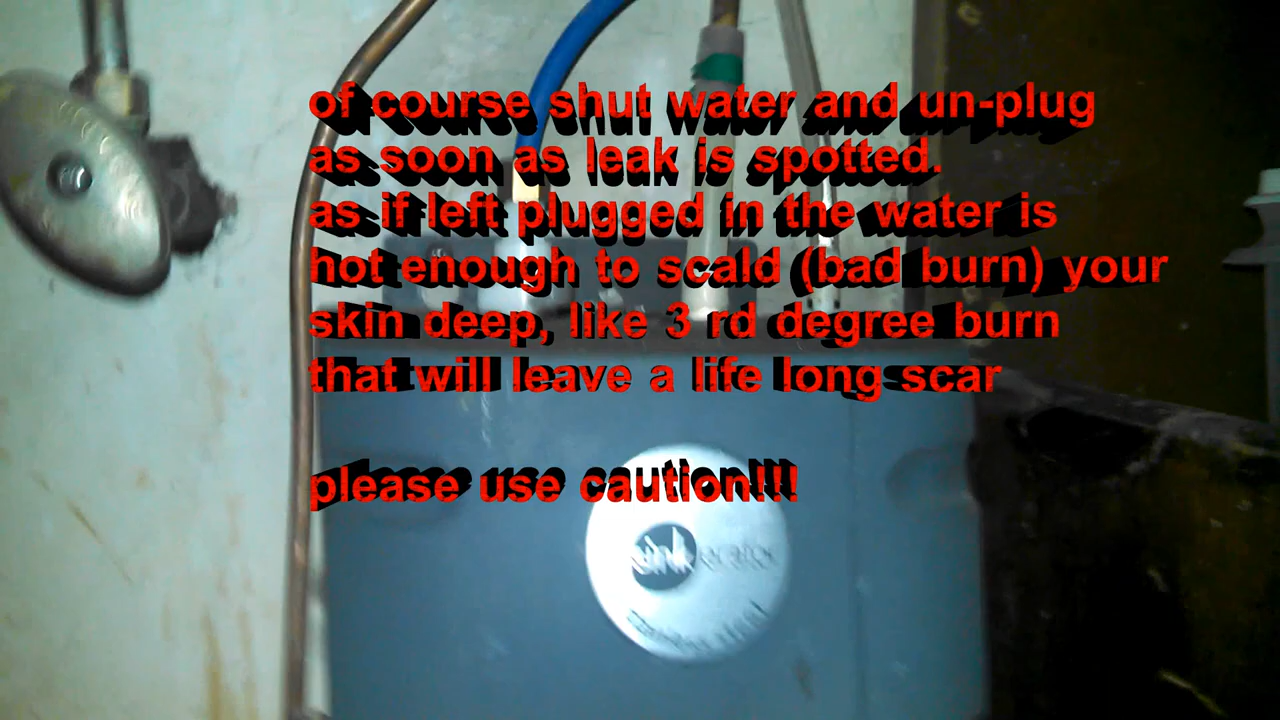 of course shut water and un-plug
as soon as leak is spotted.
as if left plugged in the water is
hot enough to scald (bad burn) your
skin deep, like 3 rd degree burn
that will leave a life long scar
please use caution!!!
sink erator